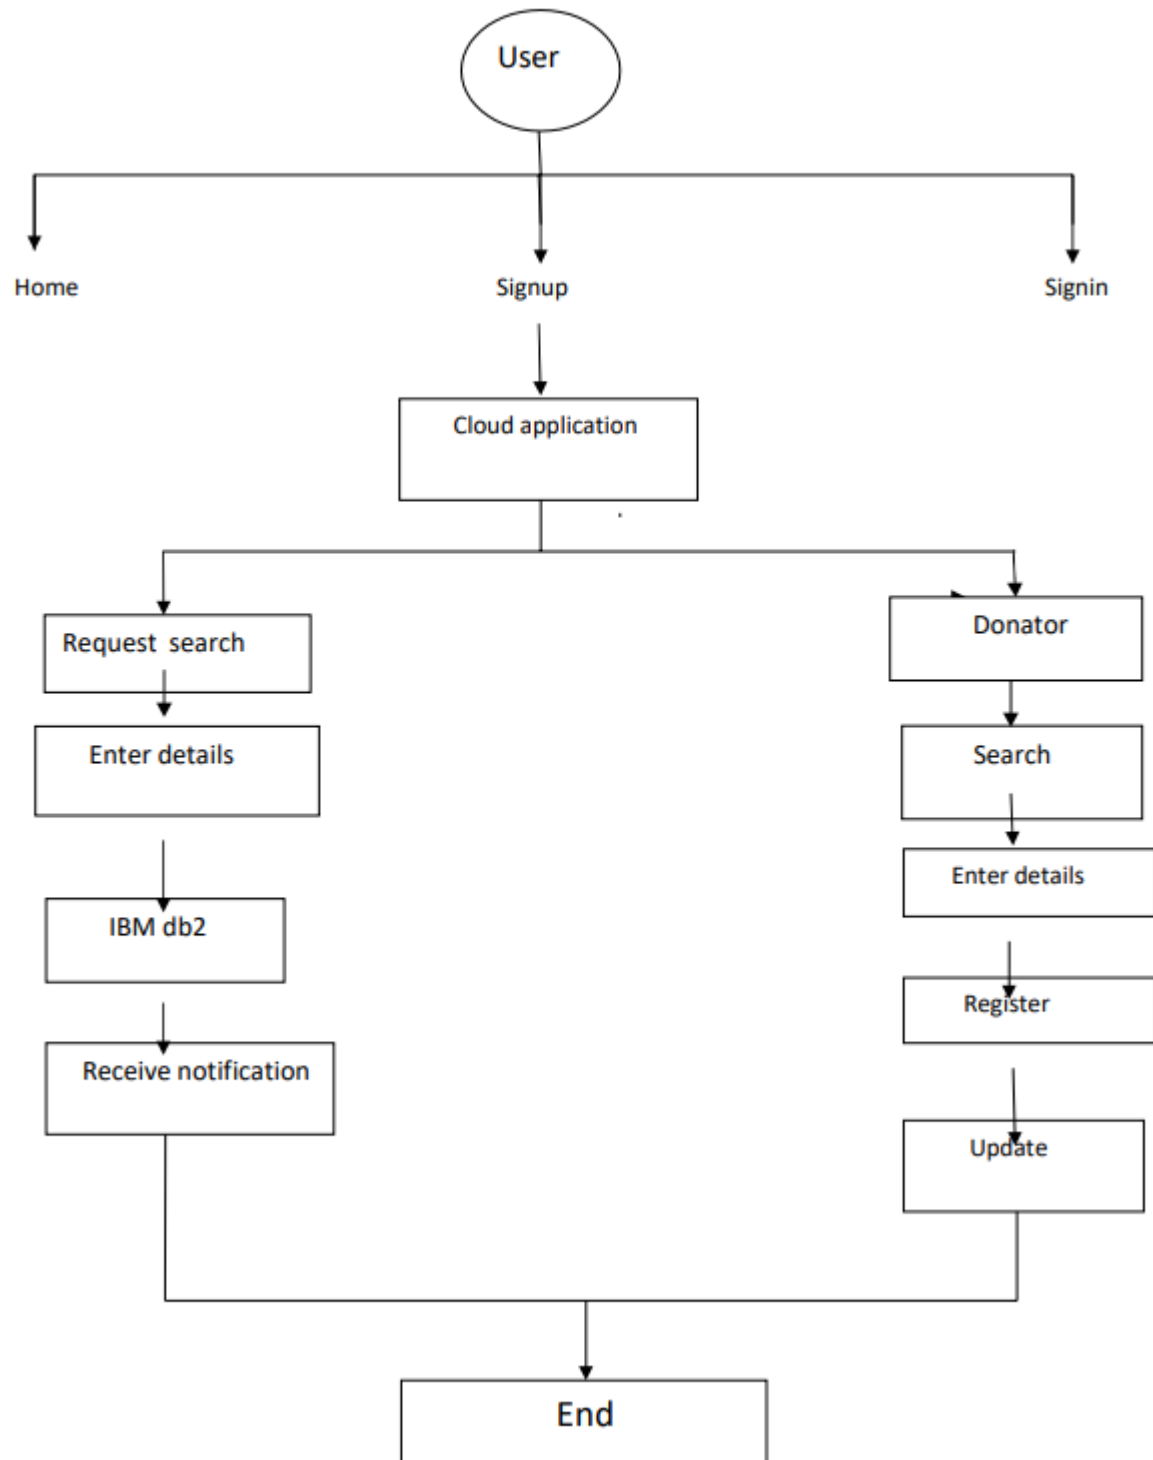 User
Home
Signup
Signin
Cloud application
Request  search
Donator
Enter details
Search
Enter details
IBM db2
Register
Receive notification
Update
End